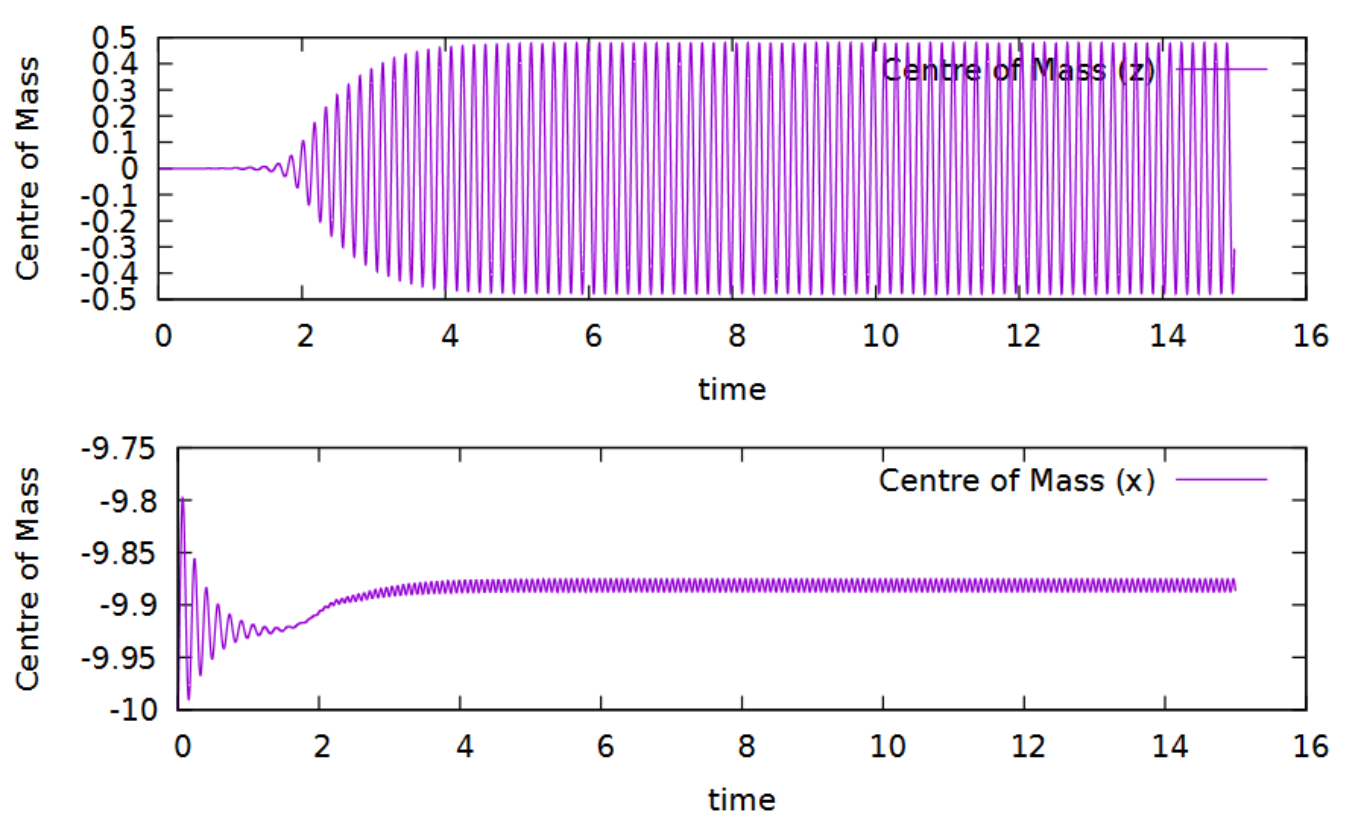 Centre of Mass
0.5
0.4
0.3
0.2
0.1
0
-0.1
-0.2
-0.3
-0.4
-0.5
Centre of Mass (z)
0 2 4 6 8 10 12 14 16
time
Centre of Mass
-9.75
-9.8
-9.85
-9.9
-9.95
-10
Centre of Mass (x)
0 2 4 6 8 10 12 14 16
time